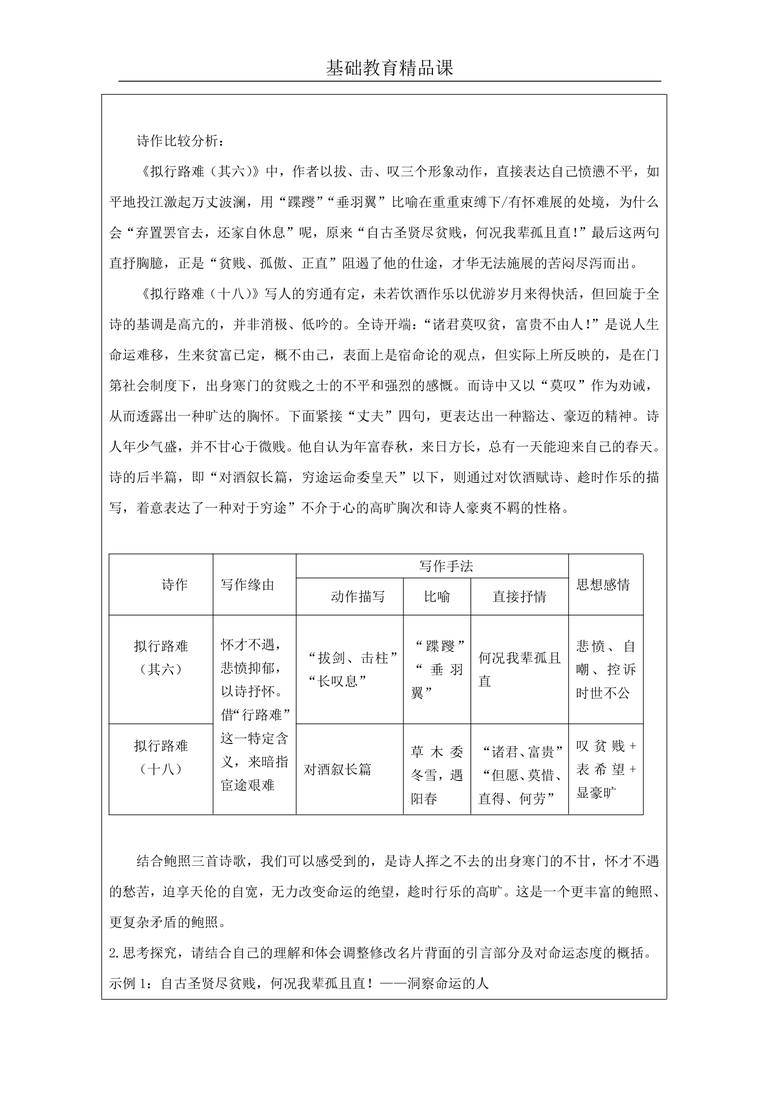 基础教育精品课
诗作比较分析：
《拟行路难（其六）》中，作者以拔、击、叹三个形象动作，直接表达自己愤懑不平，如
平地投江激起万丈波澜，用“蹀躞”“垂羽翼”比喻在重重束缚下/有怀难展的处境，为什么
会“弃置罢官去，还家自休息”呢，原来“自古圣贤尽贫贱，何况我辈孤且直！”最后这两句
直抒胸臆，正是“贫贱、孤傲、正直”阻遏了他的仕途，才华无法施展的苦闷尽泻而出。
《拟行路难（十八）》写人的穷通有定，未若饮酒作乐以优游岁月来得快活，但回旋于全
诗的基调是高亢的，并非消极、低吟的。全诗开端：“诸君莫叹贫，富贵不由人！”是说人生
命运难移，生来贫富已定，概不由己，表面上是宿命论的观点，但实际上所反映的，是在门
第社会制度下，出身寒门的贫贱之士的不平和强烈的感慨。而诗中又以“莫叹”作为劝诫，
从而透露出一种旷达的胸怀。下面紧接“丈夫”四句，更表达出一种豁达、豪迈的精神。诗
人年少气盛，并不甘心于微贱。他自认为年富春秋，来日方长，总有一天能迎来自己的春天。
诗的后半篇，即“对酒叙长篇，穷途运命委皇天”以下，则通过对饮酒赋诗、趁时作乐的描
写，着意表达了一种对于穷途”不介于心的高旷胸次和诗人豪爽不羁的性格。
诗作
写作缘由
写作手法
思想感情
动作描写
比喻
直接抒情
拟行路难
（其六）
怀才不遇，
悲愤抑郁，
以诗抒怀。
借“行路难”
这一特定含
义，来暗指
宦途艰难
“拔剑、击柱”
“长叹息”
“蹀躞”
“垂羽
翼”
何况我辈孤且
直
悲愤、自
嘲、控诉
时世不公
拟行路难
（十八）
对酒叙长篇
草木委
冬雪，遇
阳春
“诸君、富贵”
“但愿、莫惜、
直得、何劳”
叹贫贱+
表希望+
显豪旷
结合鲍照三首诗歌，我们可以感受到的，是诗人挥之不去的出身寒门的不甘，怀才不遇
的愁苦，迫享天伦的自宽，无力改变命运的绝望，趁时行乐的高旷。这是一个更丰富的鲍照、
更复杂矛盾的鲍照。
2.思考探究，请结合自己的理解和体会调整修改名片背面的引言部分及对命运态度的概括。
示例 1：自古圣贤尽贫贱，何况我辈孤且直！——洞察命运的人